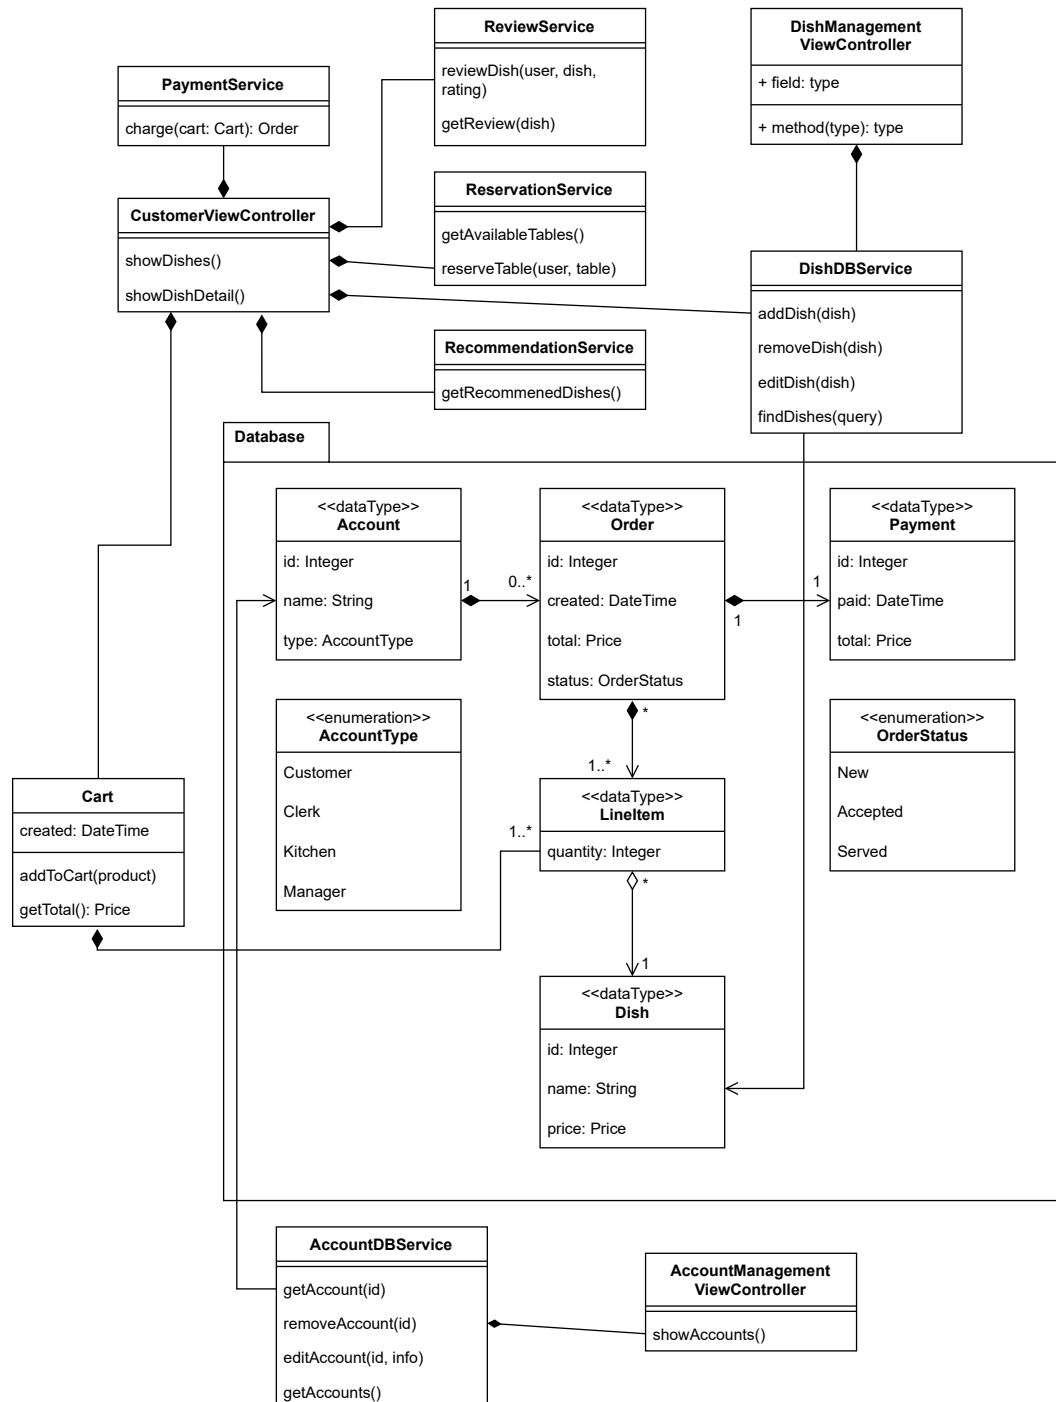 ReviewService
reviewDish(user, dish,
rating)
getReview(dish)
DishManagement
ViewController
+ field: type
+ method(type): type
PaymentService
charge(cart: Cart): Order
ReservationService
getAvailableTables()
reserveTable(user, table)
CustomerViewController
showDishes()
showDishDetail()
DishDBService
addDish(dish)
removeDish(dish)
editDish(dish)
findDishes(query)
RecommendationService
getRecommenedDishes()
Database
<<dataType>>
Account
id: Integer
name: String
type: AccountType
1
0..*
<<dataType>>
Order
id: Integer
created: DateTime
total: Price
status: OrderStatus
1
1
<<dataType>>
Payment
id: Integer
paid: DateTime
total: Price
<<enumeration>>
AccountType
Customer
Clerk
Kitchen
Manager
*
1..*
<<enumeration>>
OrderStatus
New
Accepted
Served
Cart
created: DateTime
addToCart(product)
getTotal(): Price
1..*
<<dataType>>
LineItem
quantity: Integer
*
1
<<dataType>>
Dish
id: Integer
name: String
price: Price
AccountDBService
getAccount(id)
removeAccount(id)
editAccount(id, info)
getAccounts()
AccountManagement
ViewController
showAccounts()